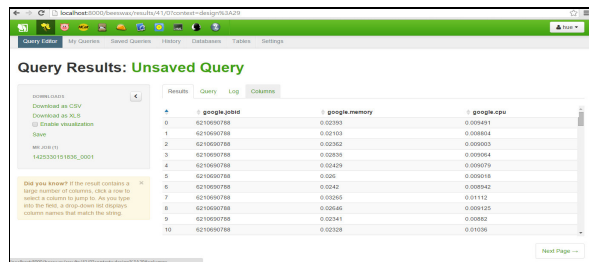 localhost:8000/beeswax/results/41/0?context=design%3A29
hue
Query Editor My Queries Saved Queries History Databases Tables Settings
Query Results: Unsaved Query
DOWNLOADS
Download as CSV
Download as XLS
Enable visualization
Save
MR JOB (1)
1425330131836_0001
Did you know? If the result contains a
large number of columns, click a row to
select a column to jump to. As you type
into the field, a drop-down list displays
column names that match the string.
Results Query Log Columns
google.jobid google.memory google.cpu
0 6210690788 0.02393 0.009491
1 6210690788 0.02103 0.008804
2 6210690788 0.02362 0.009003
3 6210690788 0.02839 0.009064
4 6210690788 0.02429 0.009079
5 6210690788 0.026 0.009018
6 6210690788 0.0242 0.008942
7 6210690788 0.03265 0.01112
8 6210690788 0.02646 0.009125
9 6210690788 0.02341 0.00882
10 6210690788 0.02328 0.01036
Next Page →